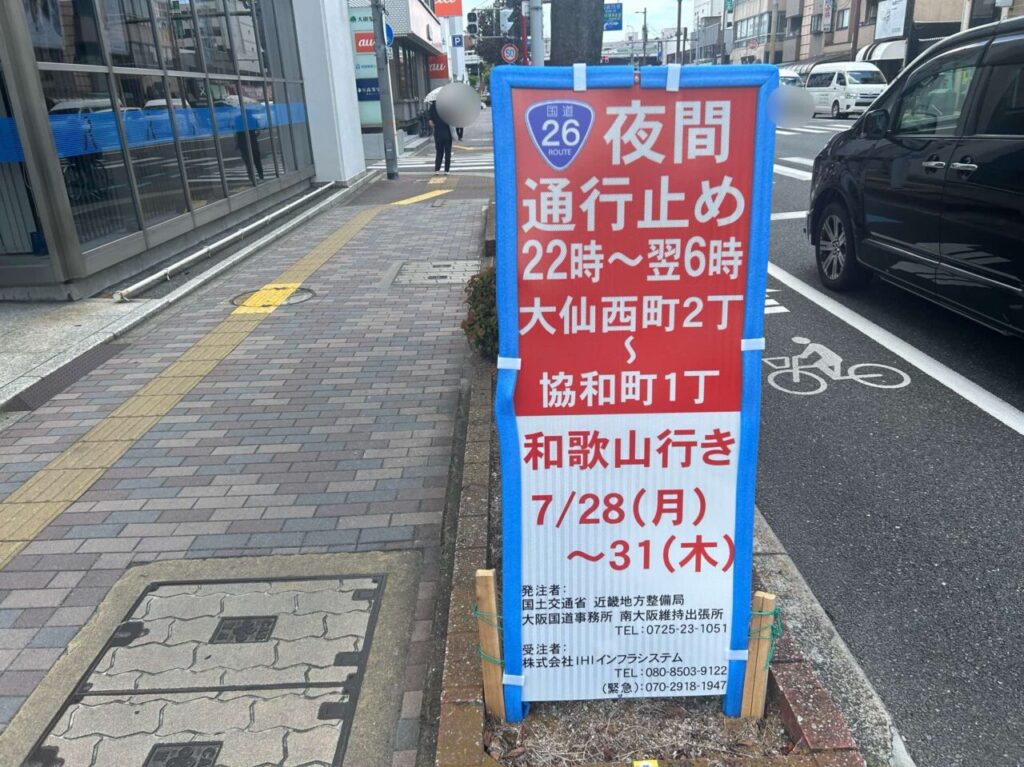 au
au
P
50
国道
26
ROUTE
夜間
通行止め
22時〜翌6時
大仙西町2丁
〜
協和町1丁
和歌山行き
7/28(月)
〜31(木)
発注者:
国土交通省 近畿地方整備局
大阪国道事務所 南大阪維持出張所
TEL:0725-23-1051
受注者:
株式会社IHIインフラシステム
TEL:080-8503-9122
(緊急):070-2918-1947